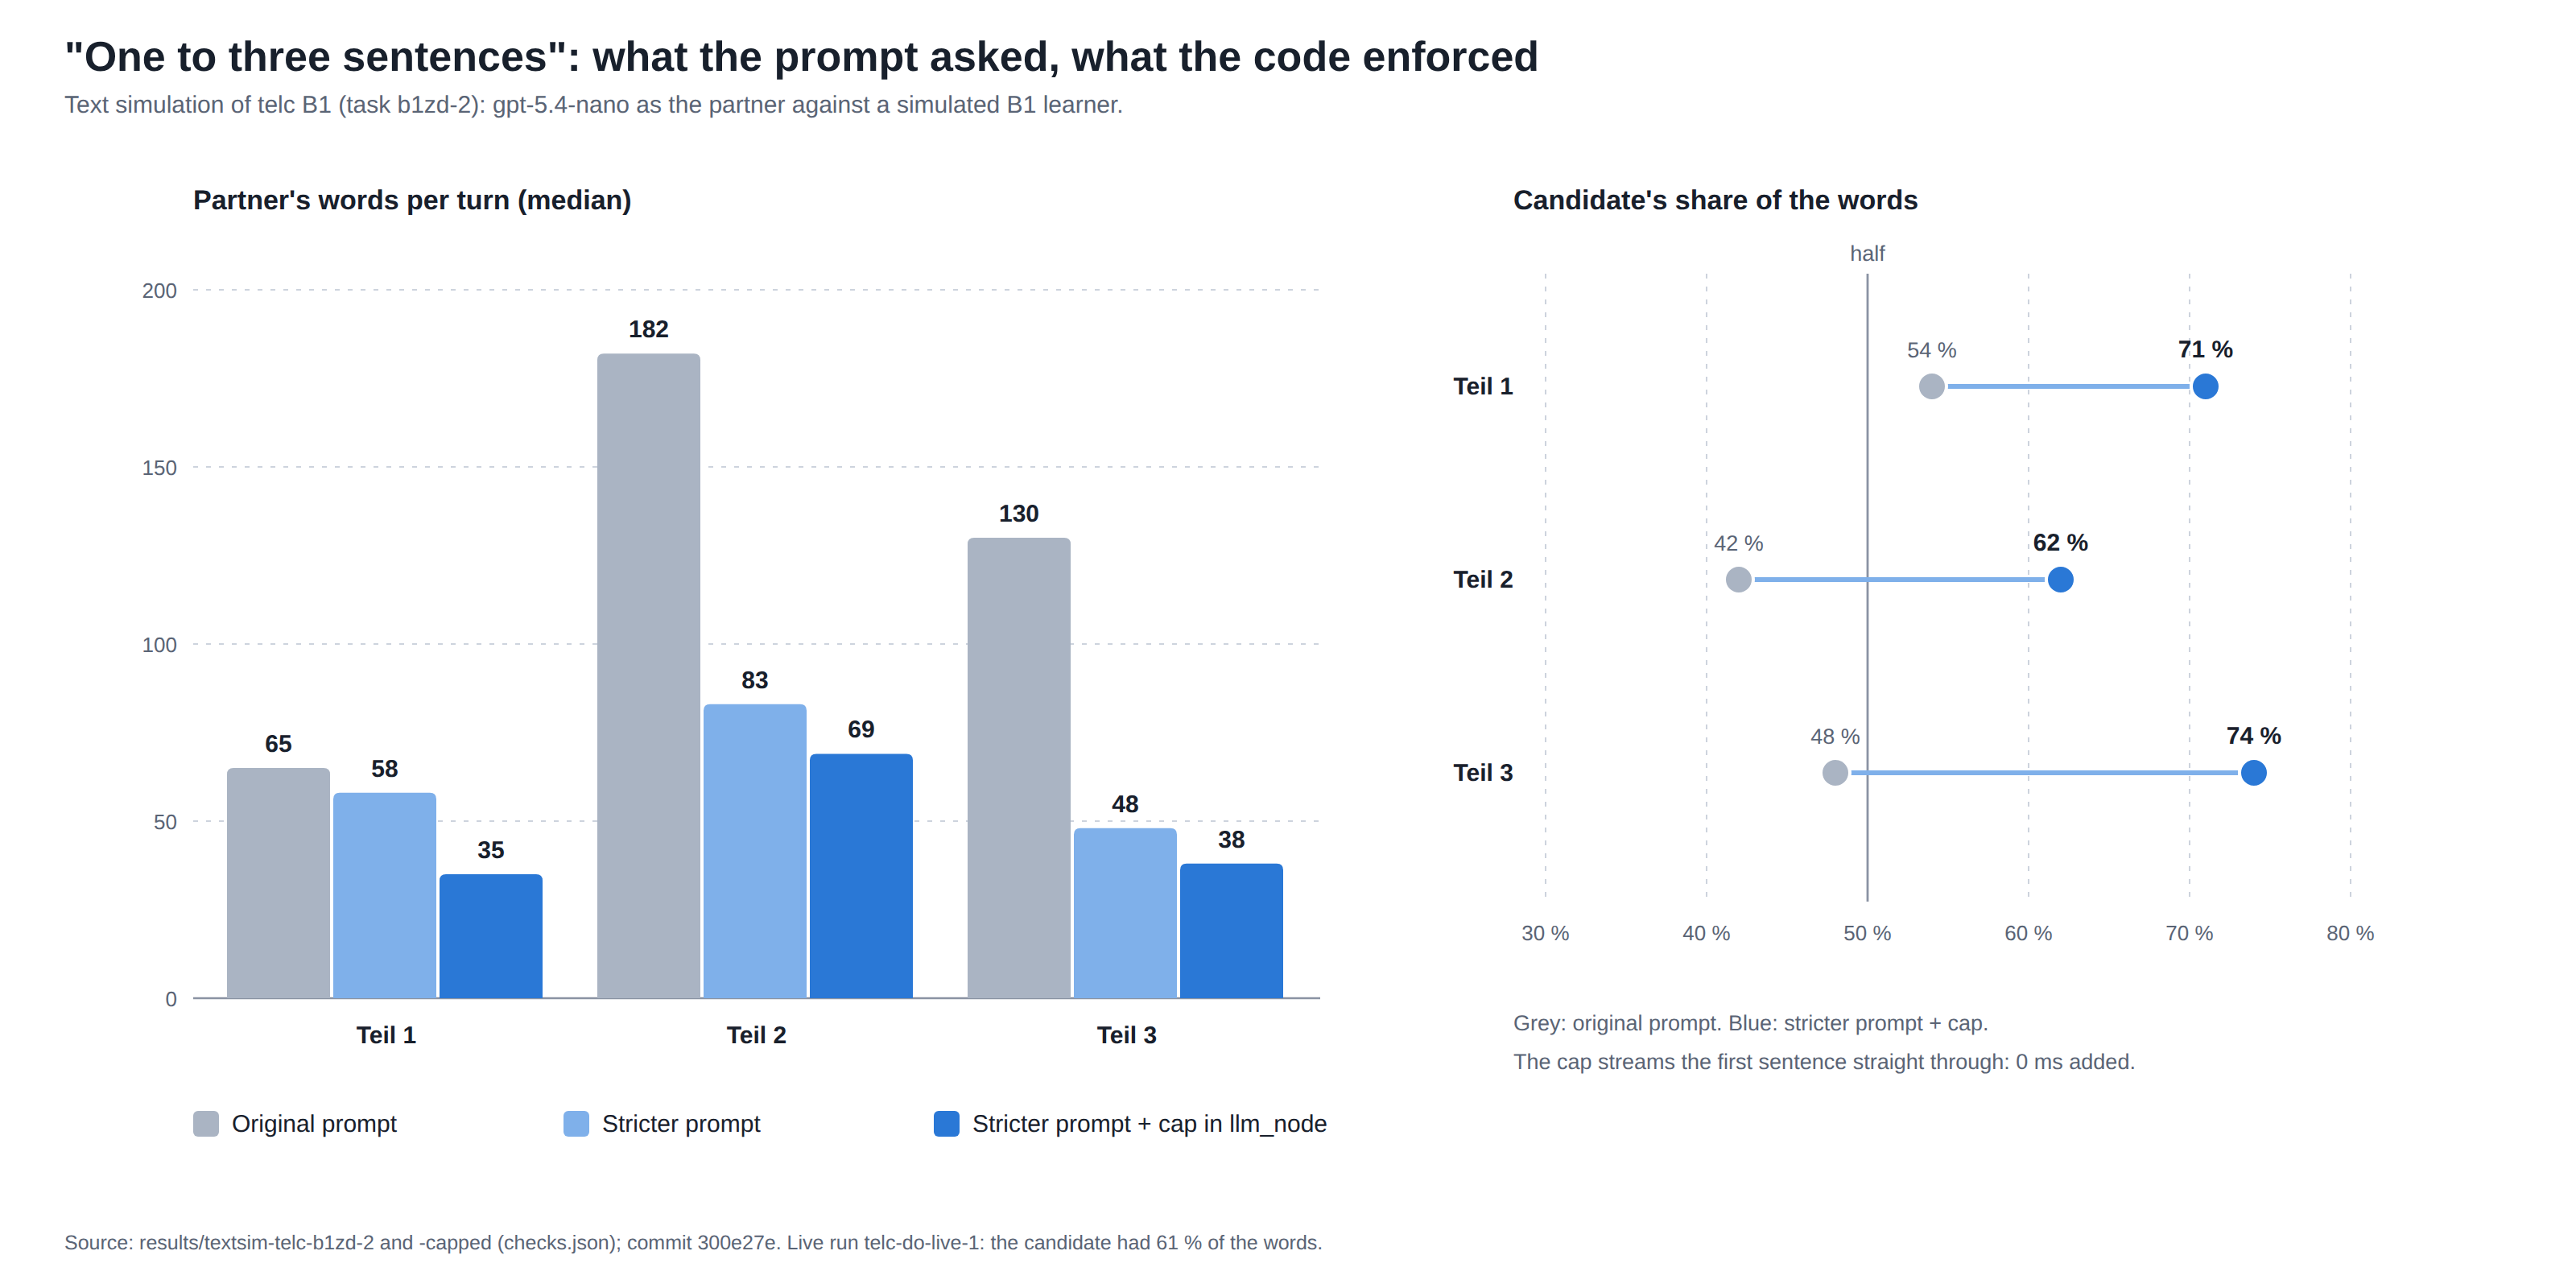 "One to three sentences": what the prompt asked, what the code enforced
Text simulation of telc B1 (task b1zd-2): gpt-5.4-nano as the partner against a simulated B1 learner.
Partner's words per turn (median)
200
150
100
50
0
65
58
35
182
83
69
130
48
38
Teil 1
Teil 2
Teil 3
Original prompt
Stricter prompt
Stricter prompt + cap in llm_node
Candidate's share of the words
half
Teil 1
54 %
71 %
Teil 2
42 %
62 %
Teil 3
48 %
74 %
30 %
40 %
50 %
60 %
70 %
80 %
Grey: original prompt. Blue: stricter prompt + cap.
The cap streams the first sentence straight through: 0 ms added.
Source: results/textsim-telc-b1zd-2 and -capped (checks.json); commit 300e27e. Live run telc-do-live-1: the candidate had 61 % of the words.